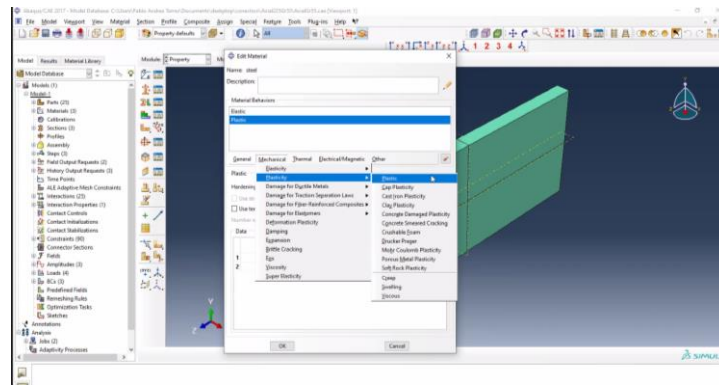 File Model Viewport View Material Section Profile Composite Assign Special Feature Tools Plug-ins Help
Property defaults
All
1 2 3 4
Model Results Material Library
Module: Property
Model Database
Models (1)
Model-1
Parts (25)
Materials (3)
Calibrations
Sections (3)
Profiles
Assembly
Steps (3)
Field Output Requests (2)
History Output Requests (3)
Time Points
ALE Adaptive Mesh Constraints
Interactions (25)
Interaction Properties (1)
Contact Controls
Contact Initializations
Contact Stabilizations
Constraints (90)
Connector Sections
Fields
Amplitudes (3)
Loads (4)
BCs (3)
Predefined Fields
Remeshing Rules
Optimization Tasks
Sketches
Annotations
Analysis
Jobs (2)
Adaptivity Processes
Edit Material
Name: steel
Description:
Material Behaviors
Elastic
Plastic
General Mechanical Thermal Electrical/Magnetic Other
Plastic
Hardening
Data
1
2
Elasticity
Plasticity
Damage for Ductile Metals
Damage for Traction Separation Laws
Damage for Fiber-Reinforced Composites
Damage for Elastomers
Deformation Plasticity
Damping
Expansion
Brittle Cracking
Eos
Viscosity
Super Elasticity
Plastic
Cap Plasticity
Cast Iron Plasticity
Clay Plasticity
Concrete Damaged Plasticity
Concrete Smeared Cracking
Crushable Foam
Drucker Prager
Mohr Coulomb Plasticity
Porous Metal Plasticity
Soft Rock Plasticity
Creep
Swelling
Viscous
OK
Cancel
Y
Z